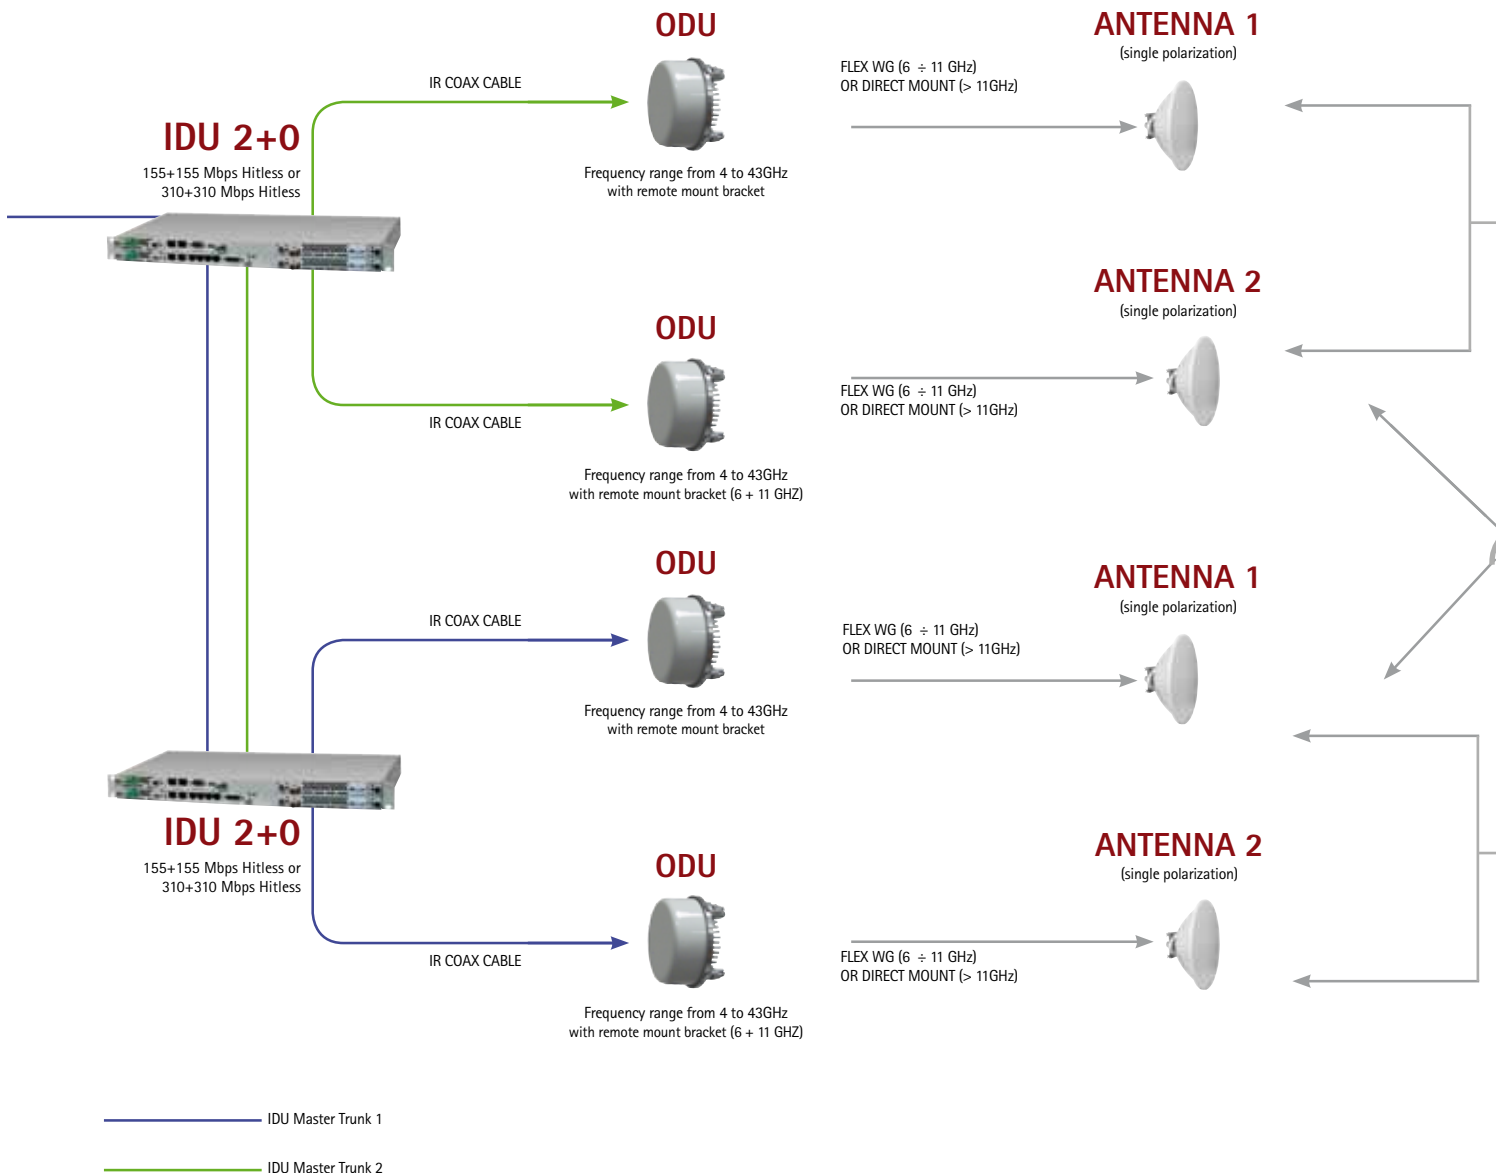 ODU
ANTENNA 1
(single polarization)
IR COAX CABLE
FLEX WG (6 ÷ 11 GHz)
OR DIRECT MOUNT (> 11GHz)
IDU 2+0
155+155 Mbps Hitless or
310+310 Mbps Hitless
Frequency range from 4 to 43GHz
with remote mount bracket
ODU
ANTENNA 2
(single polarization)
FLEX WG (6 ÷ 11 GHz)
OR DIRECT MOUNT (> 11GHz)
IR COAX CABLE
Frequency range from 4 to 43GHz
with remote mount bracket (6 + 11 GHZ)
ODU
ANTENNA 1
(single polarization)
IR COAX CABLE
FLEX WG (6 ÷ 11 GHz)
OR DIRECT MOUNT (> 11GHz)
Frequency range from 4 to 43GHz
with remote mount bracket
IDU 2+0
155+155 Mbps Hitless or
310+310 Mbps Hitless
ODU
ANTENNA 2
(single polarization)
IR COAX CABLE
FLEX WG (6 ÷ 11 GHz)
OR DIRECT MOUNT (> 11GHz)
Frequency range from 4 to 43GHz
with remote mount bracket (6 + 11 GHZ)
IDU Master Trunk 1
IDU Master Trunk 2